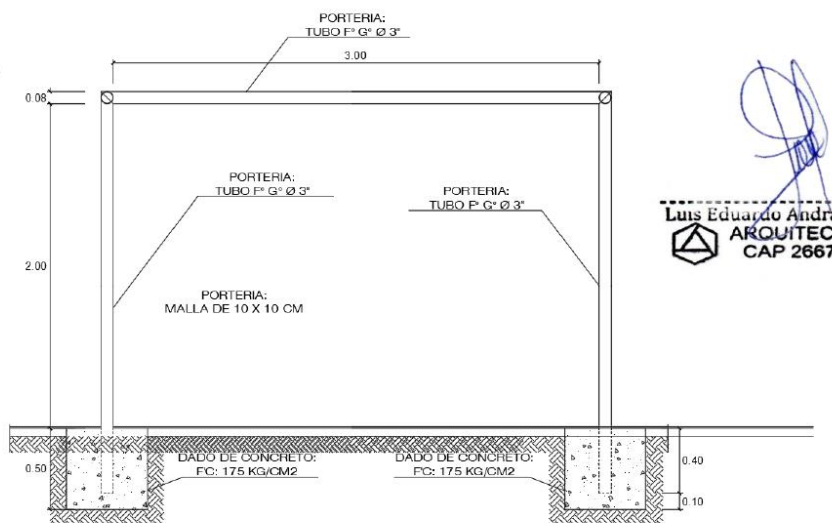 PORTERIA:
TUBO F° G° Ø 3"
3.00
0.08
PORTERIA:
TUBO F° G° Ø 3"
PORTERIA:
TUBO F° G° Ø 3"
Luis Eduardo
ARQUITEC
CAP 2667
2.00
PORTERIA:
MALLA DE 10 X 10 CM
0.50
DADO DE CONCRETO:
F'C: 175 KG/CM2
DADO DE CONCRETO:
F'C: 175 KG/CM2
0.40
0.10